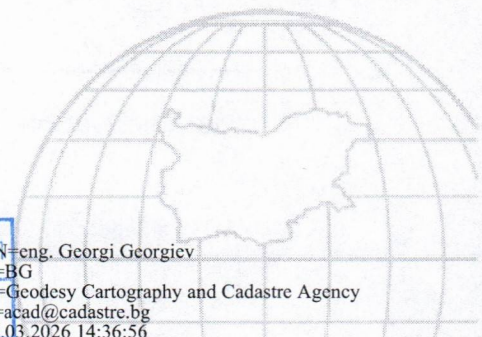 N=eng. Georgi Georgiev
=BG
=Geodesy Cartography and Cadastre Agency
=acad@cadastre.bg
.03.2026 14:36:56